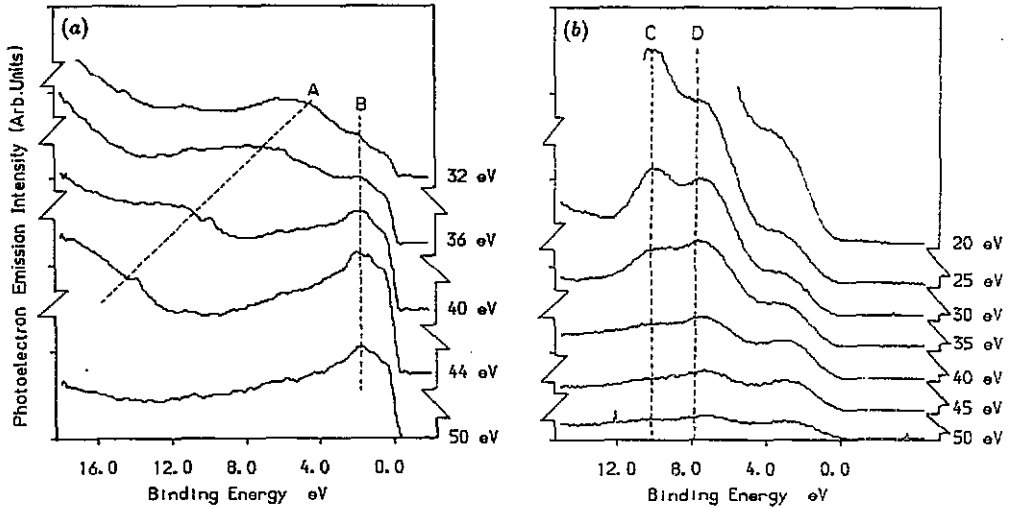 Photoelectron Emission Intensity (Arb.Units)
(a)
A
B
32 eV
36 eV
40 eV
44 eV
50 eV
16.0 12.0 8.0 4.0 0.0
Binding Energy eV
(b)
C D
20 eV
25 eV
30 eV
35 eV
40 eV
45 eV
50 eV
12.0 8.0 4.0 0.0
Binding Energy eV